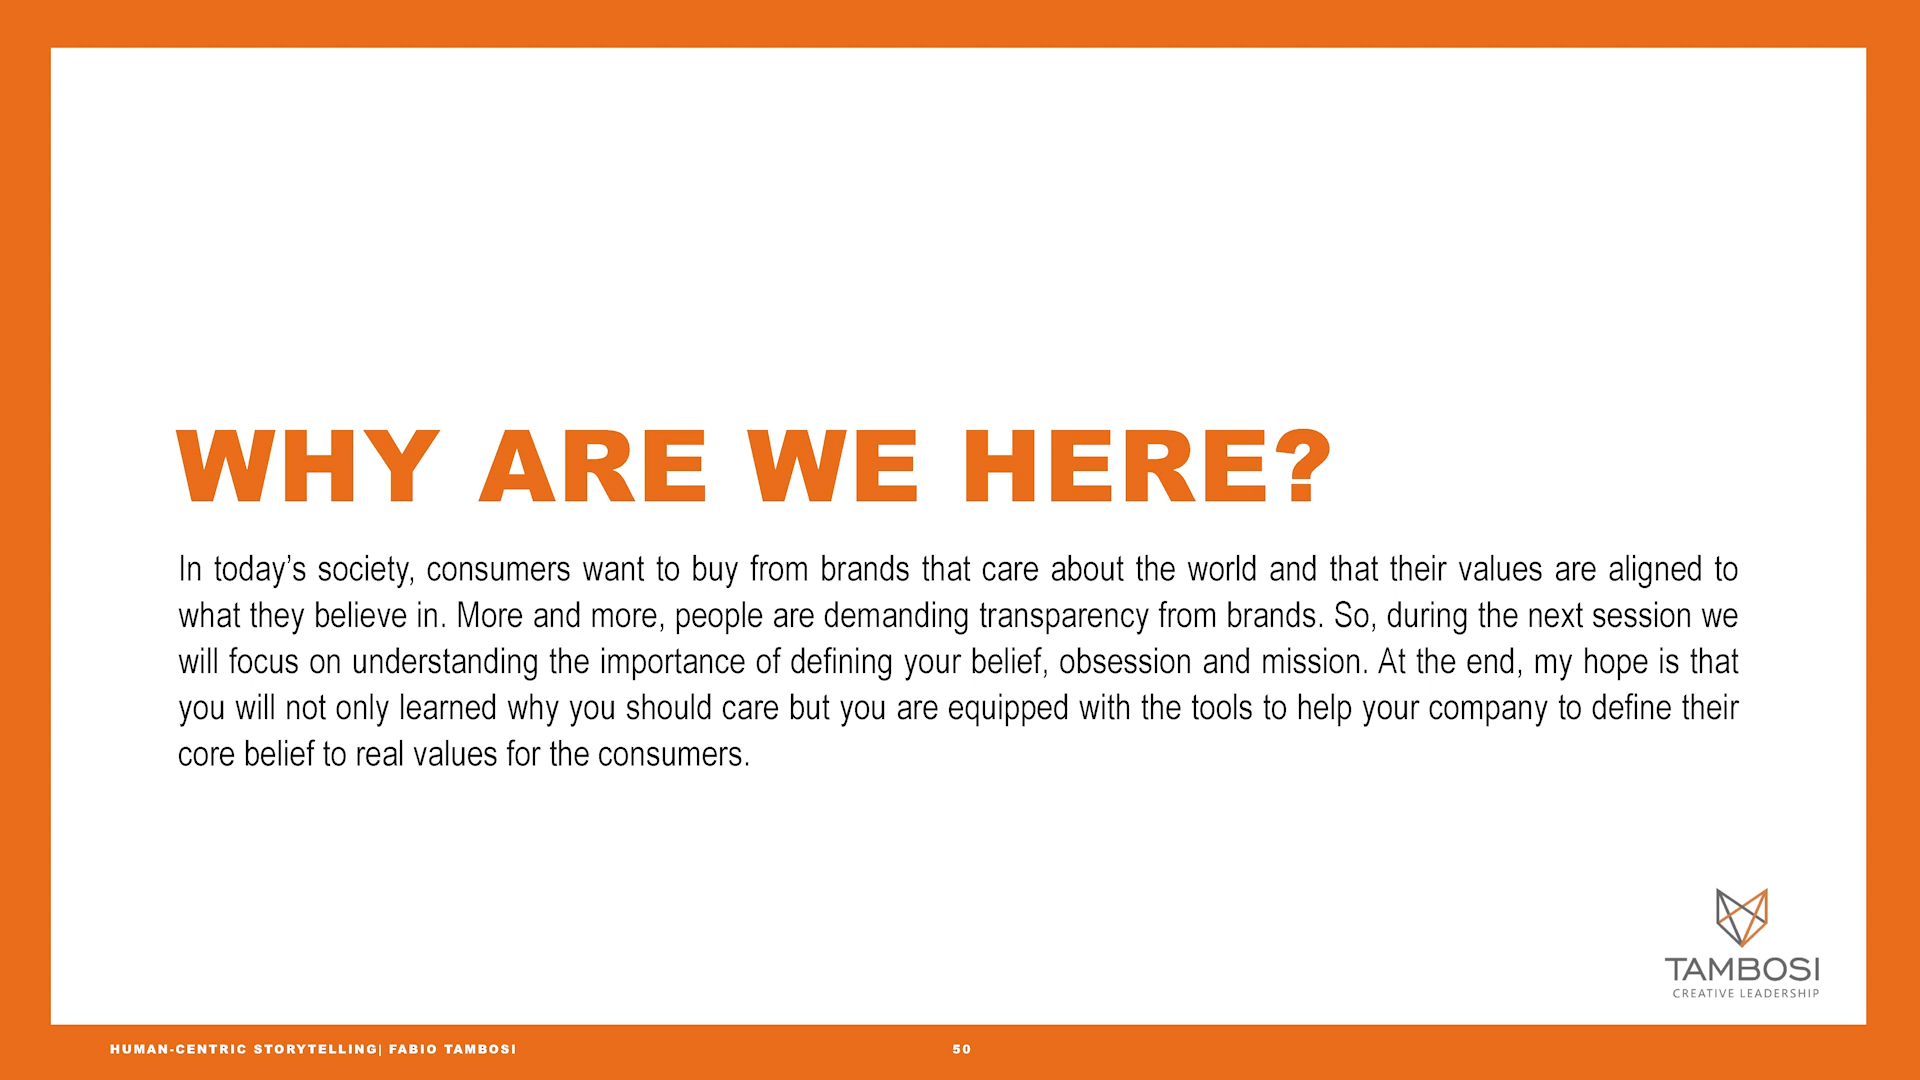 WHY ARE WE HERE?
In today’s society, consumers want to buy from brands that care about the world and that their values are aligned to
what they believe in. More and more, people are demanding transparency from brands. So, during the next session we
will focus on understanding the importance of defining your belief, obsession and mission. At the end, my hope is that
you will not only learned why you should care but you are equipped with the tools to help your company to define their
core belief to real values for the consumers.
TAMBOSI
CREATIVE LEADERSHIP
HUMAN-CENTRIC STORYTELLING| FABIO TAMBOSI
50